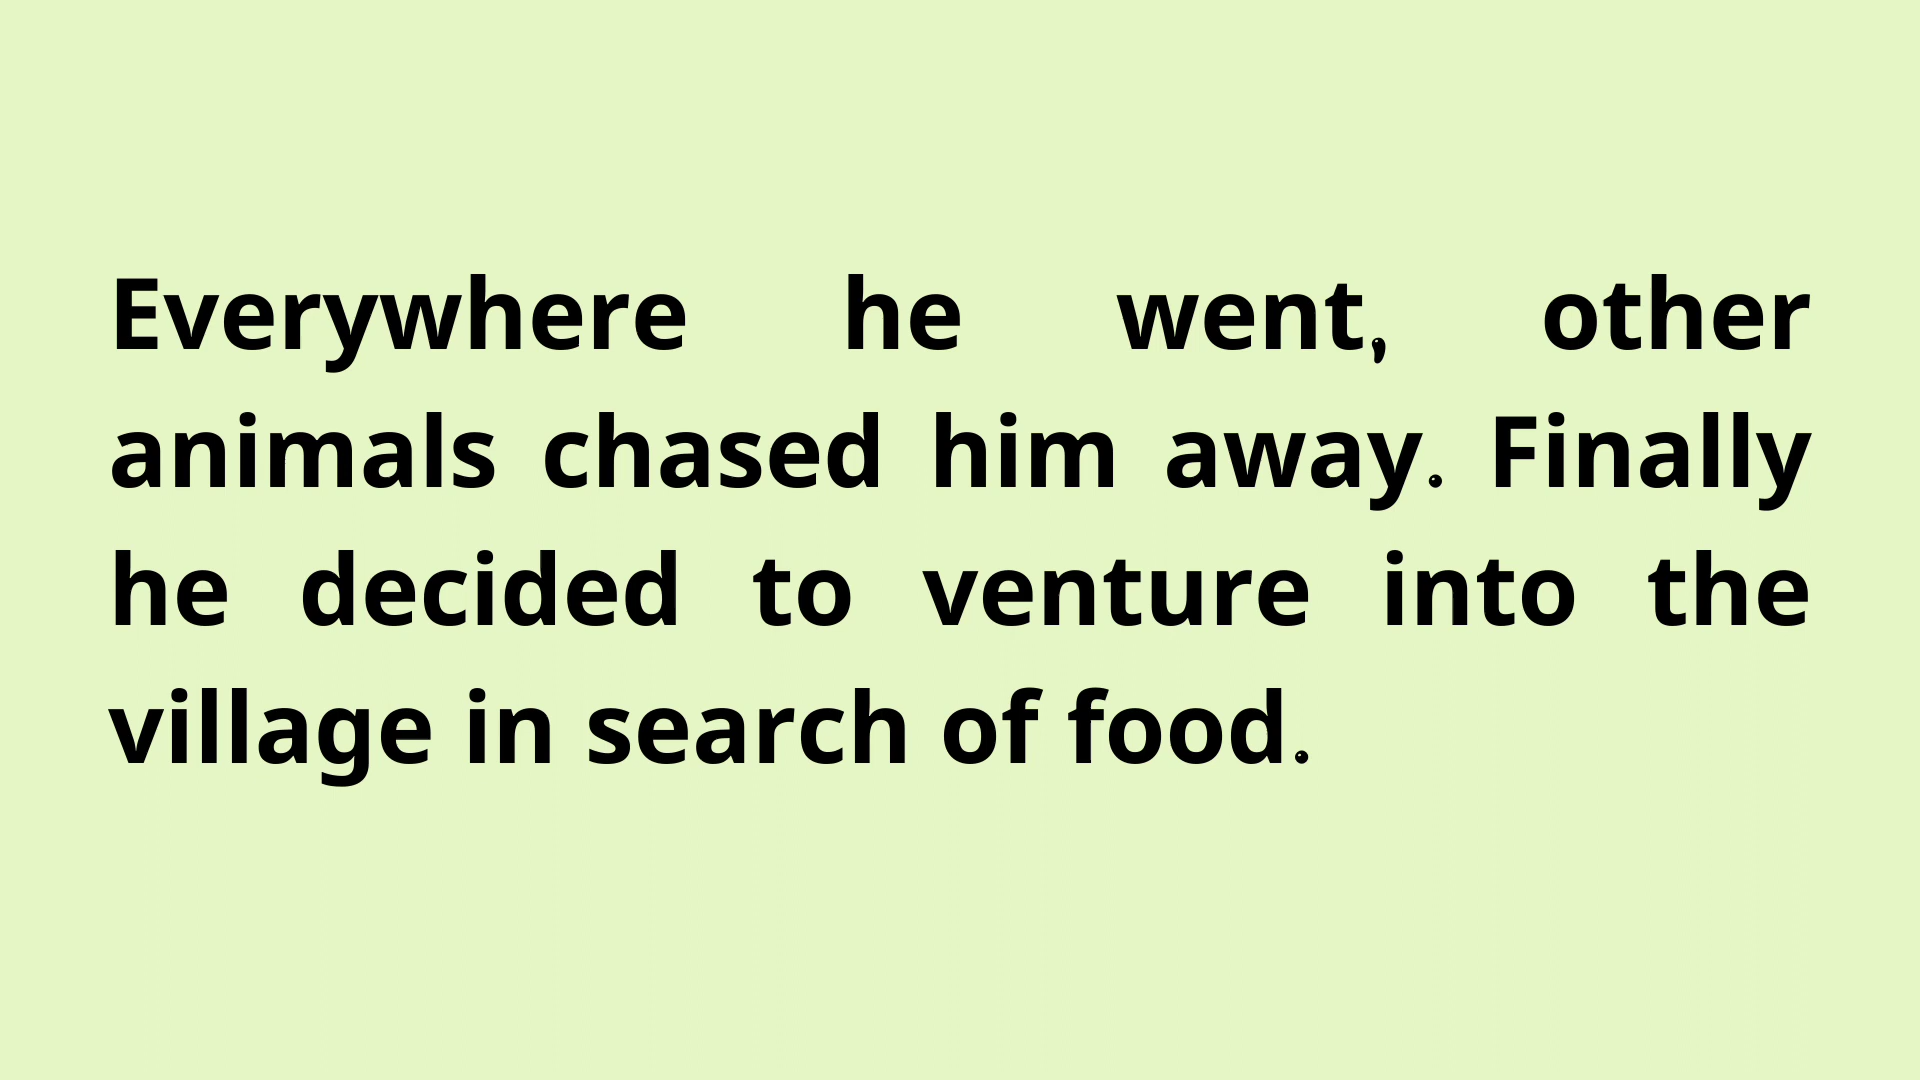 Everywhere he went, other
animals chased him away. Finally
he decided to venture into the
village in search of food.